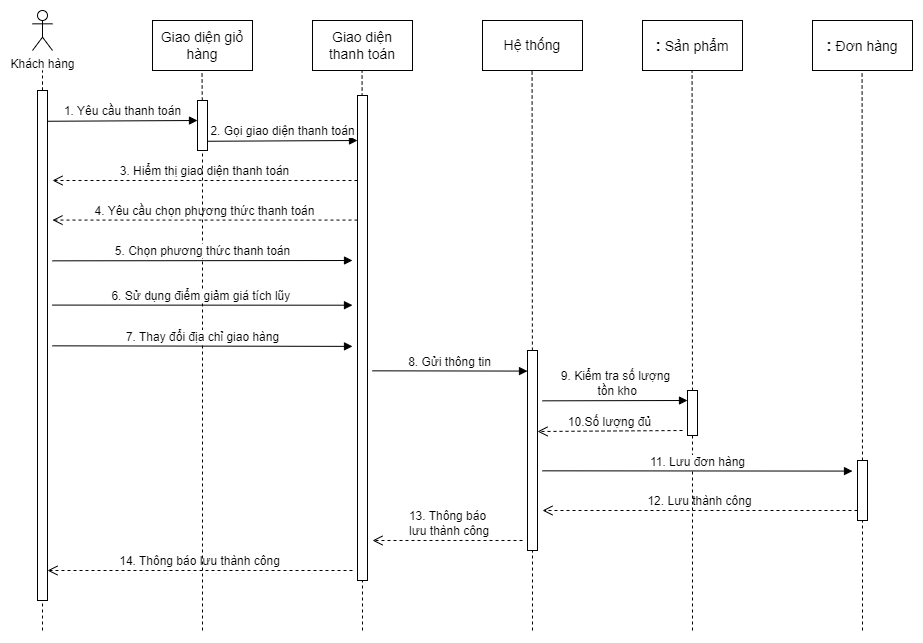 Khách hàng
Giao diện giỏ
hàng
Giao diện
thanh toán
Hệ thống
: Sản phẩm
: Đơn hàng
1. Yêu cầu thanh toán
2. Gọi giao diện thanh toán
3. Hiểm thị giao diện thanh toán
4. Yêu cầu chọn phương thức thanh toán
5. Chọn phương thức thanh toán
6. Sử dụng điểm giảm giá tích lũy
7. Thay đổi địa chỉ giao hàng
8. Gửi thông tin
9. Kiểm tra số lượng
tồn kho
10.Số lượng đủ
11. Lưu đơn hàng
12. Lưu thành công
13. Thông báo
lưu thành công
14. Thông báo lưu thành công